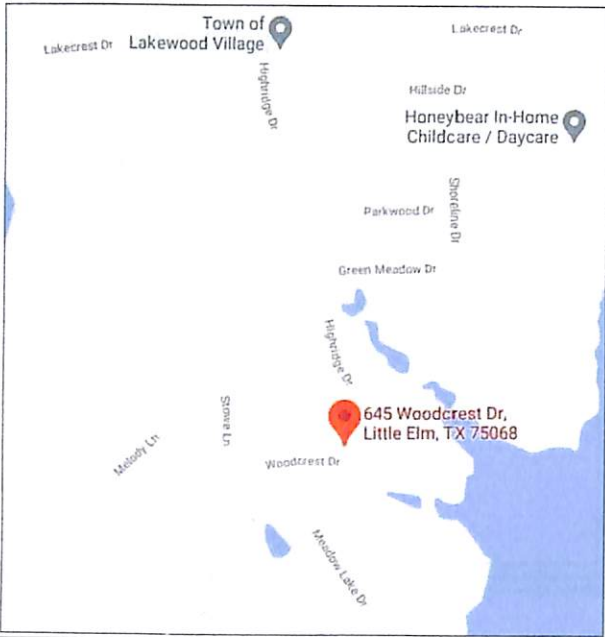 Town of
Lakewood Village
Lakecrest Dr
Lakecrest Dr
Highridge Dr
Hillside Dr
Honeybear In-Home
Childcare / Daycare
Shoreline Dr
Parkwood Dr
Green Meadow Dr
Highridge Dr
645 Woodcrest Dr,
Little Elm, TX 75068
Stowe Ln
Melody Ln
Woodcrest Dr
Meadow Lake Dr